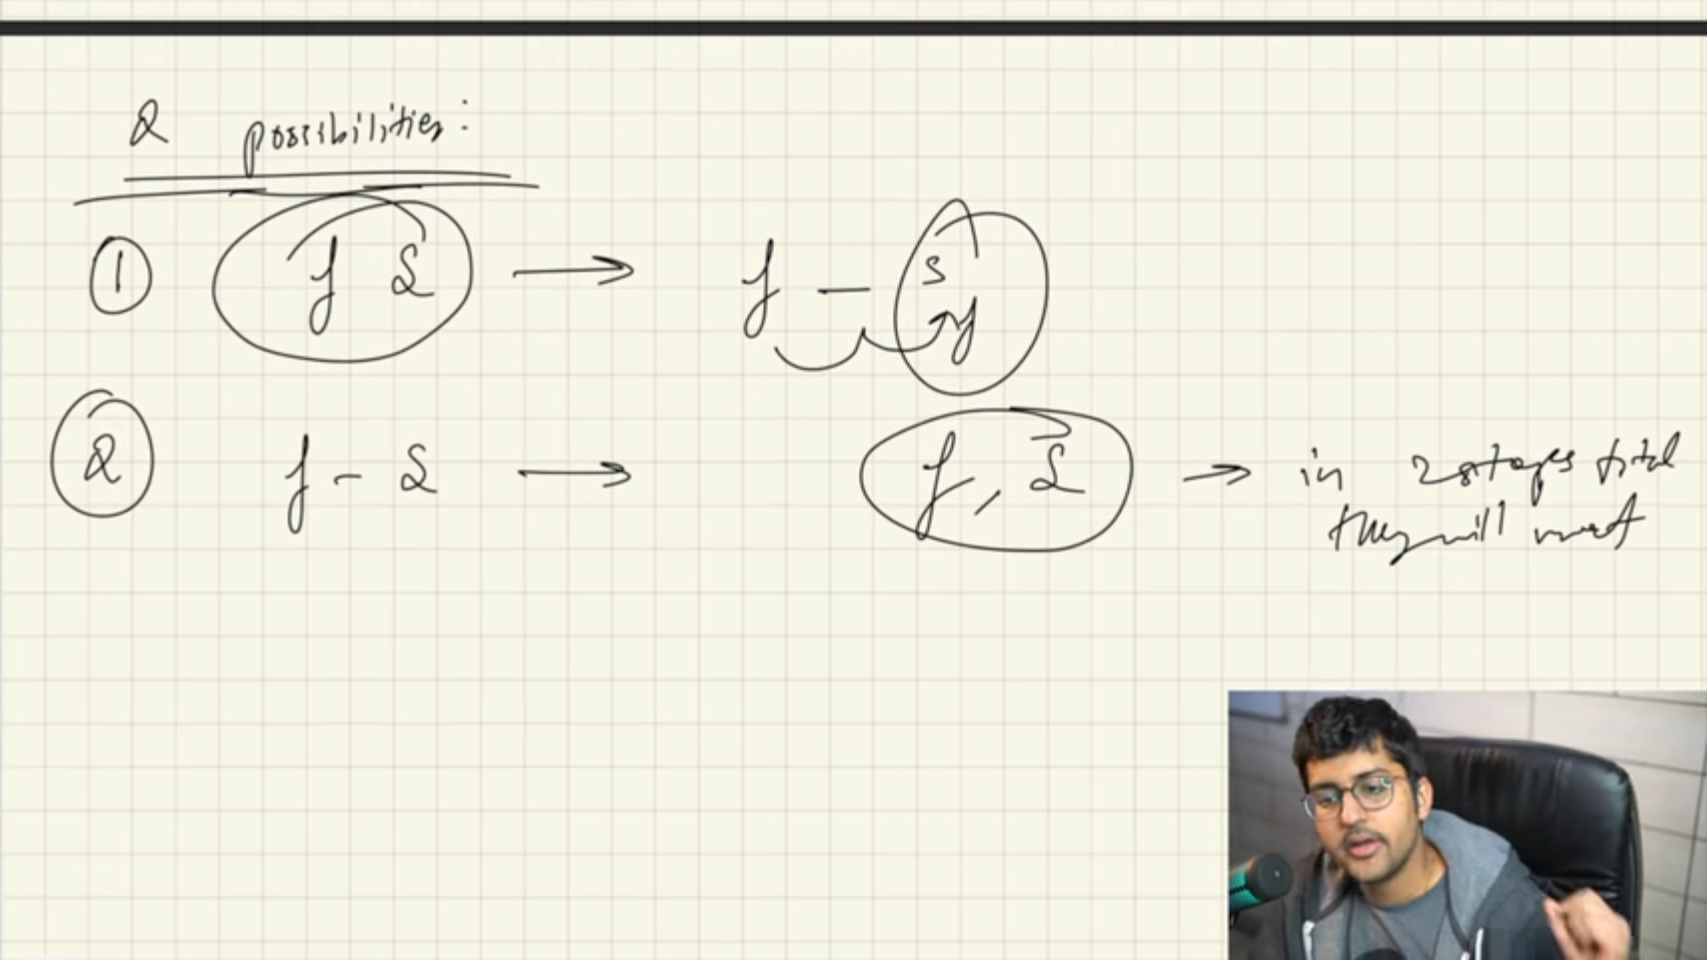 2 possibilities:
① f S → f – s
f
② f – S → f, S → in 2 stages total
they will meet